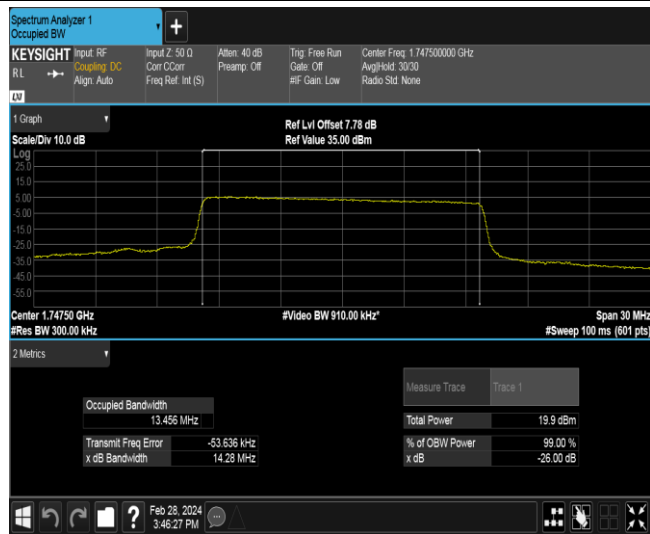 Spectrum Analyzer 1
Occupied BW
+
KEYSIGHT Input: RF Input Z: 50 Ω Atten: 40 dB Trig: Free Run Center Freq: 1.747500000 GHz
RL Coupling: DC Corr CCorr Preamp: Off Gate: Off Avg|Hold: 30/30
Align: Auto Freq Ref: Int (S) #IF Gain: Low Radio Std: None
LXI
1 Graph
Ref Lvl Offset 7.78 dB
Scale/Div 10.0 dB Ref Value 35.00 dBm
Log
25.0
15.0
5.00
-5.00
-15.0
-25.0
-35.0
-45.0
-55.0
Center 1.74750 GHz #Video BW 910.00 kHz* Span 30 MHz
#Res BW 300.00 kHz #Sweep 100 ms (601 pts)
2 Metrics
Measure Trace Trace 1
Occupied Bandwidth
13.456 MHz Total Power 19.9 dBm
Transmit Freq Error -53.636 kHz % of OBW Power 99.00 %
x dB Bandwidth 14.28 MHz x dB -26.00 dB
? Feb 28, 2024
3:46:27 PM